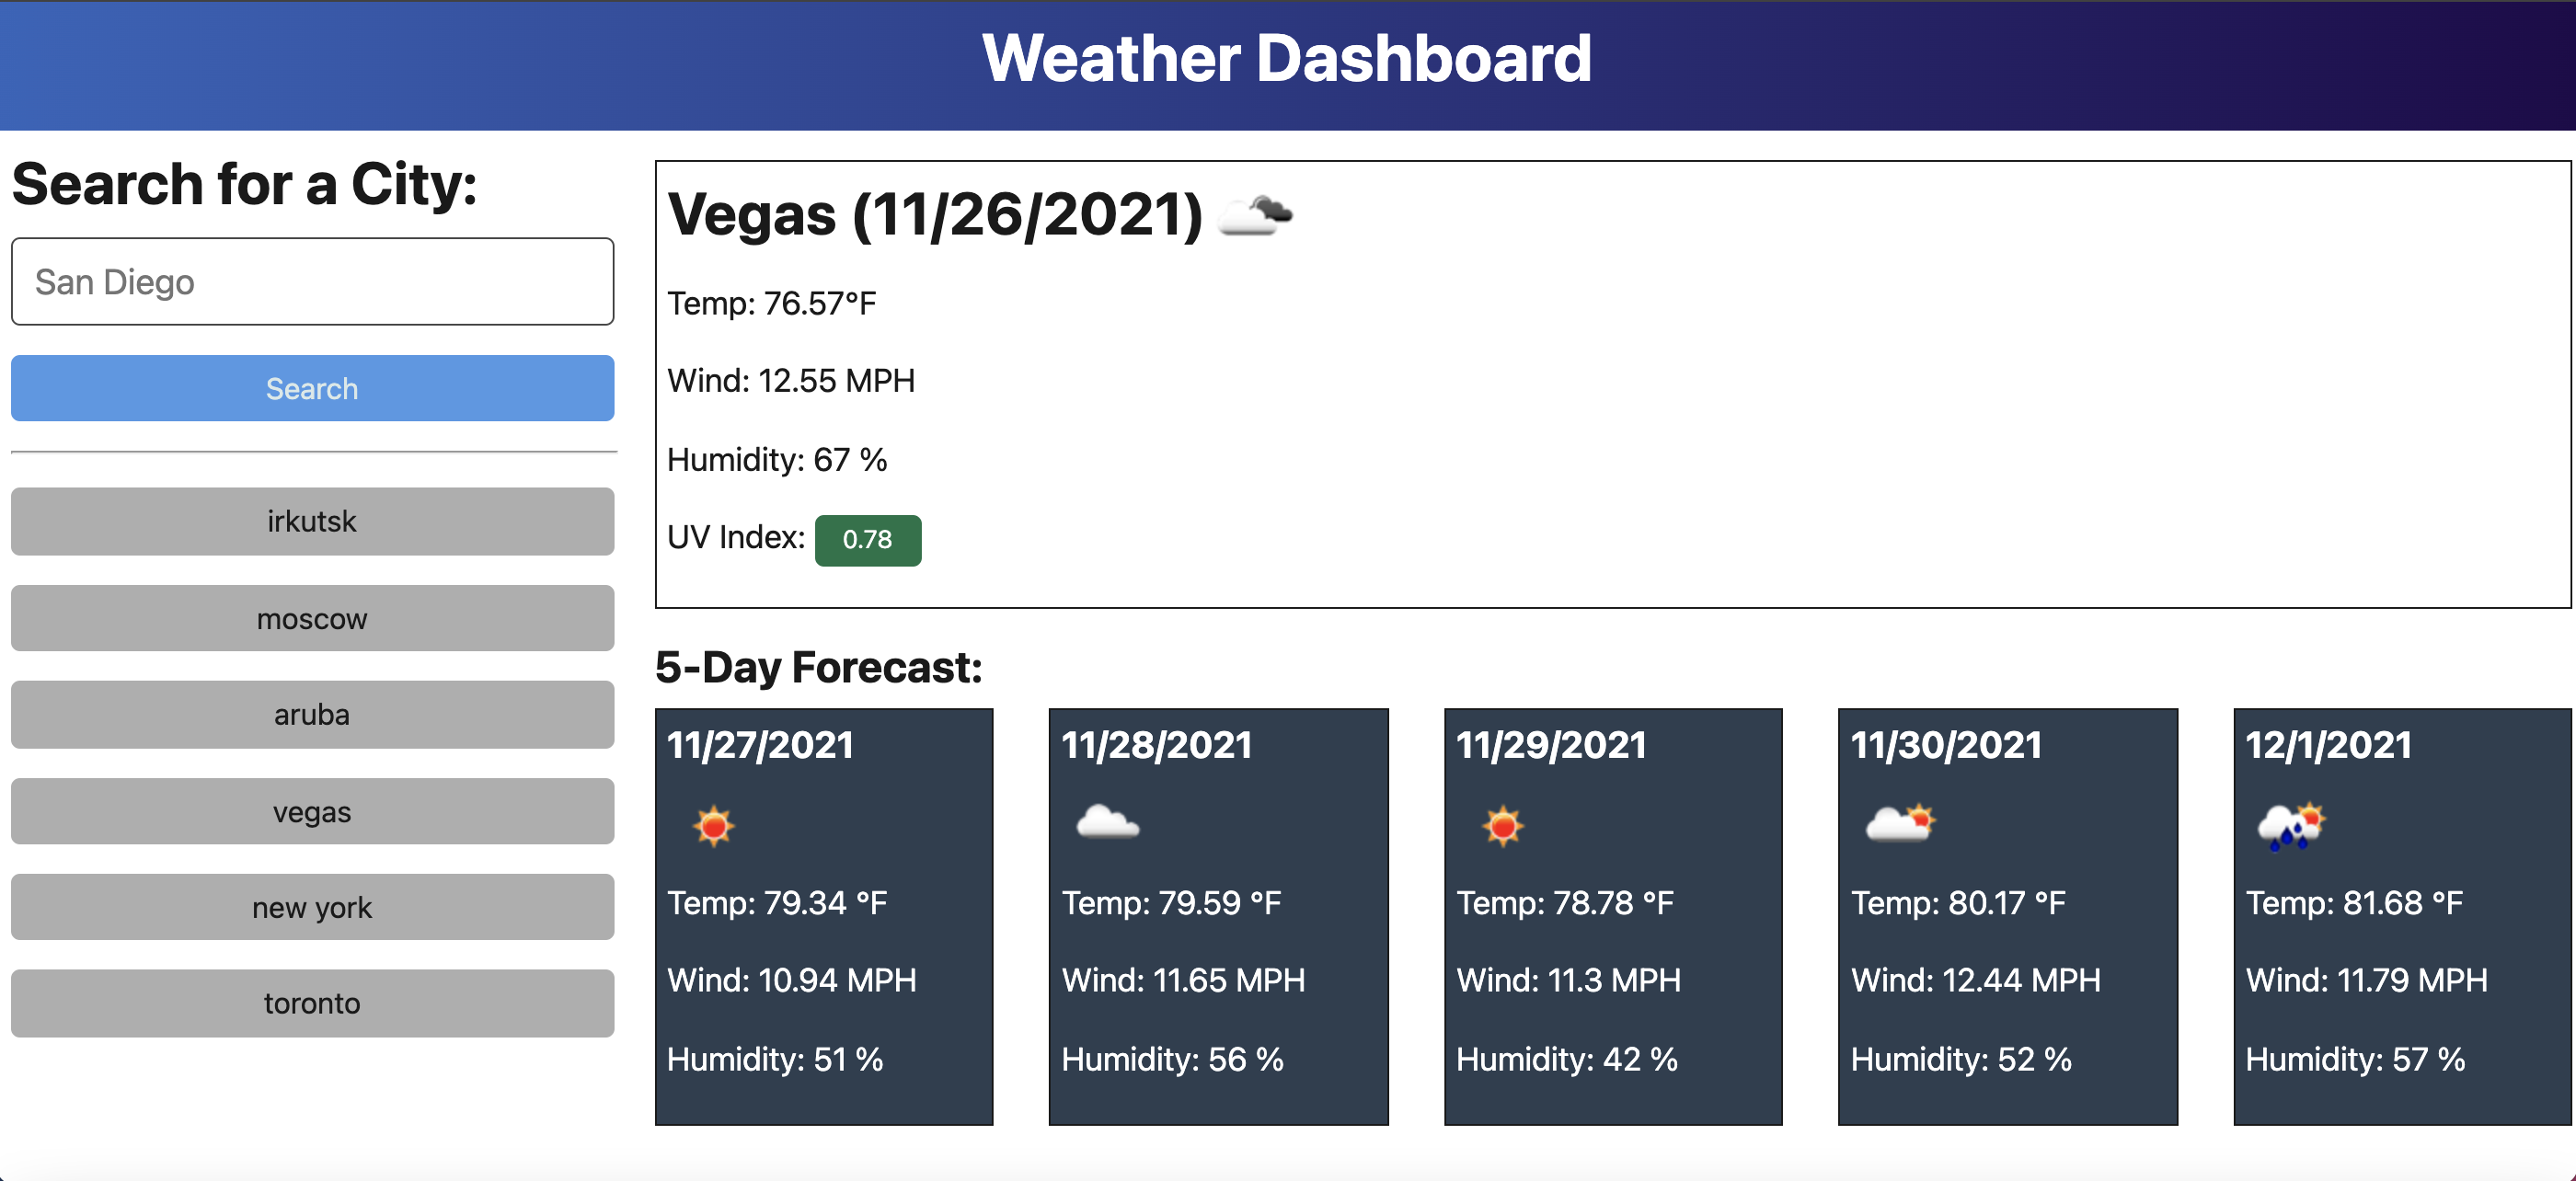 Weather Dashboard
Search for a City:
San Diego
Search
irkutsk
moscow
aruba
vegas
new york
toronto
Vegas (11/26/2021)
Temp: 76.57°F
Wind: 12.55 MPH
Humidity: 67 %
UV Index: 0.78
5-Day Forecast:
11/27/2021
Temp: 79.34 °F
Wind: 10.94 MPH
Humidity: 51 %
11/28/2021
Temp: 79.59 °F
Wind: 11.65 MPH
Humidity: 56 %
11/29/2021
Temp: 78.78 °F
Wind: 11.3 MPH
Humidity: 42 %
11/30/2021
Temp: 80.17 °F
Wind: 12.44 MPH
Humidity: 52 %
12/1/2021
Temp: 81.68 °F
Wind: 11.79 MPH
Humidity: 57 %